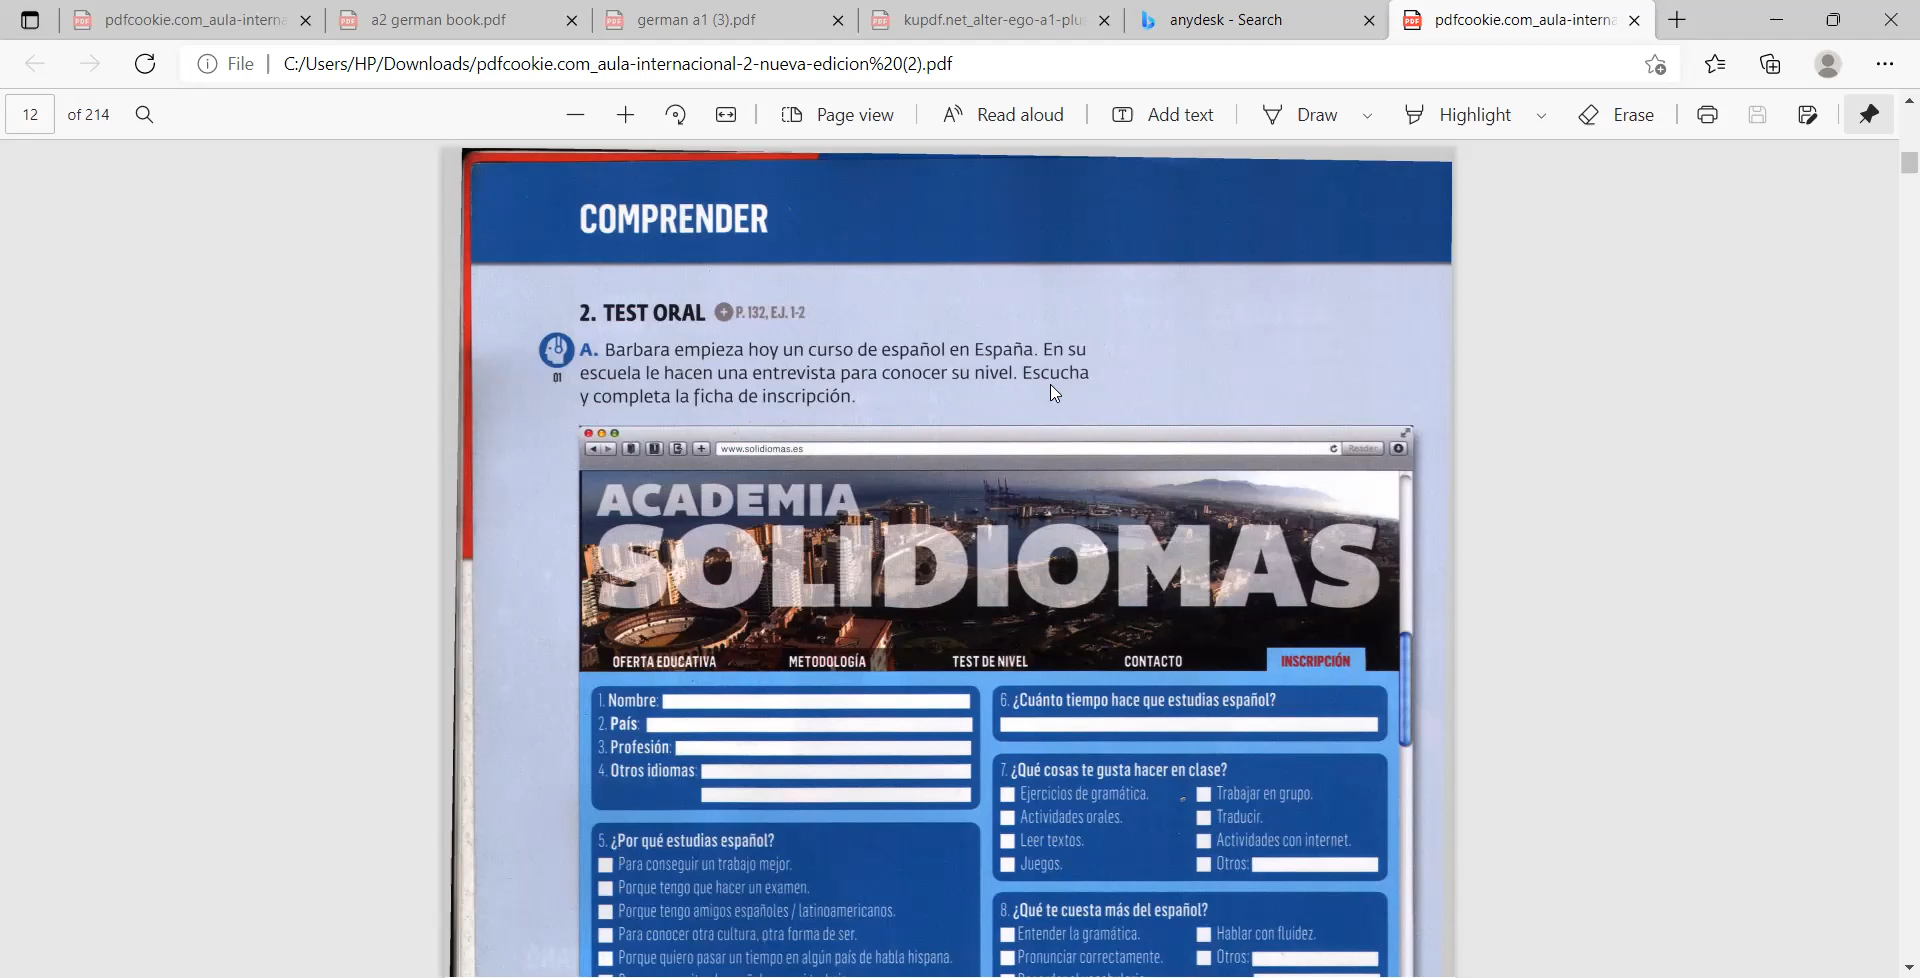 pdfcookie.com_aula-interna
a2 german book.pdf
german a1 (3).pdf
kupdf.net_alter-ego-a1-plu
anydesk - Search
pdfcookie.com_aula-interna
File
C:/Users/HP/Downloads/pdfcookie.com_aula-internacional-2-nueva-edicion%20(2).pdf
12 of 214
Page view
Read aloud
Add text
Draw
Highlight
Erase
COMPRENDER
2. TEST ORAL + P. 132, EJ. 1-2
A. Barbara empieza hoy un curso de español en España. En su
01 escuela le hacen una entrevista para conocer su nivel. Escucha
y completa la ficha de inscripción.
www.solidiomas.es
Reader
ACADEMIA
SOLIDIOMAS
OFERTA EDUCATIVA
METODOLOGÍA
TEST DE NIVEL
CONTACTO
INSCRIPCIÓN
1. Nombre:
2. País:
3. Profesión:
4. Otros idiomas:
5. ¿Por qué estudias español?
Para conseguir un trabajo mejor.
Porque tengo que hacer un examen.
Porque tengo amigos españoles / latinoamericanos.
Para conocer otra cultura, otra forma de ser.
Porque quiero pasar un tiempo en algún país de habla hispana.
6. ¿Cuánto tiempo hace que estudias español?
7. ¿Qué cosas te gusta hacer en clase?
Ejercicios de gramática.
Trabajar en grupo.
Actividades orales.
Traducir.
Leer textos.
Actividades con internet.
Juegos.
Otros:
8. ¿Qué te cuesta más del español?
Entender la gramática.
Hablar con fluidez.
Pronunciar correctamente.
Otros: